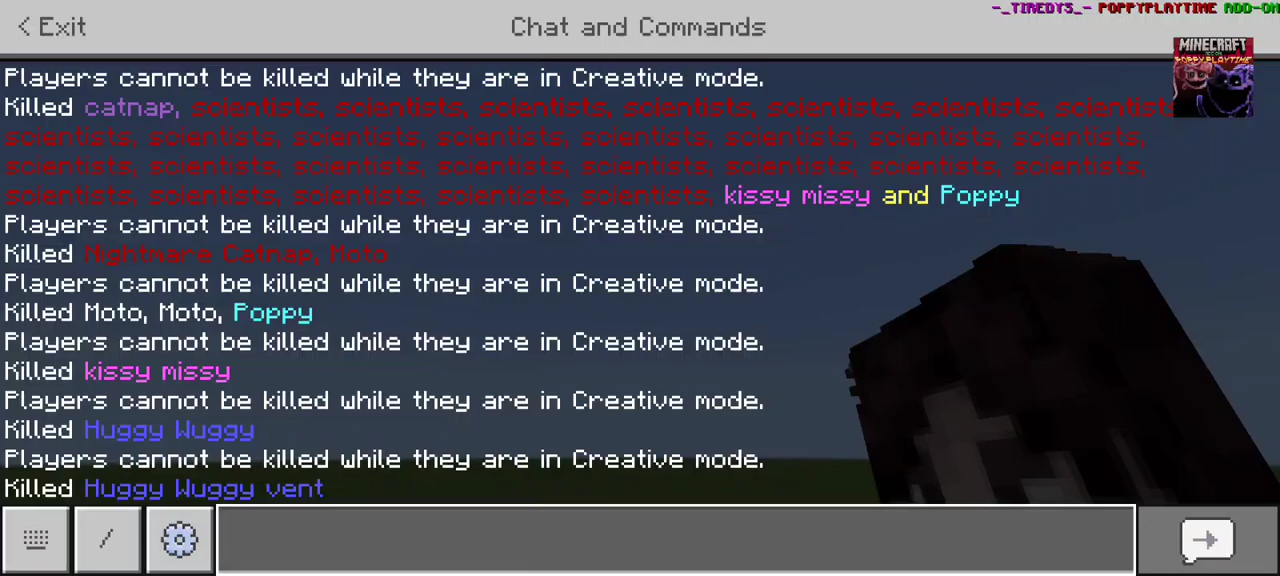 -_TIREDYS_- POPPYPLAYTIME ADD-ON
< Exit
Chat and Commands
MINECRAFT
POPPY PLAYTIME
Players cannot be killed while they are in Creative mode.
Killed catnap, scientists, scientists, scientists, scientists, scientists, scientists, scientists,
scientists, scientists, scientists, scientists, scientists, scientists, scientists, scientists,
scientists, scientists, scientists, scientists, scientists, scientists, scientists, scientists,
scientists, scientists, scientists, scientists, scientists, kissy missy and Poppy
Players cannot be killed while they are in Creative mode.
Killed Nightmare Catnap, Moto
Players cannot be killed while they are in Creative mode.
Killed Moto, Moto, Poppy
Players cannot be killed while they are in Creative mode.
Killed kissy missy
Players cannot be killed while they are in Creative mode.
Killed Huggy Wuggy
Players cannot be killed while they are in Creative mode.
Killed Huggy Wuggy vent
/